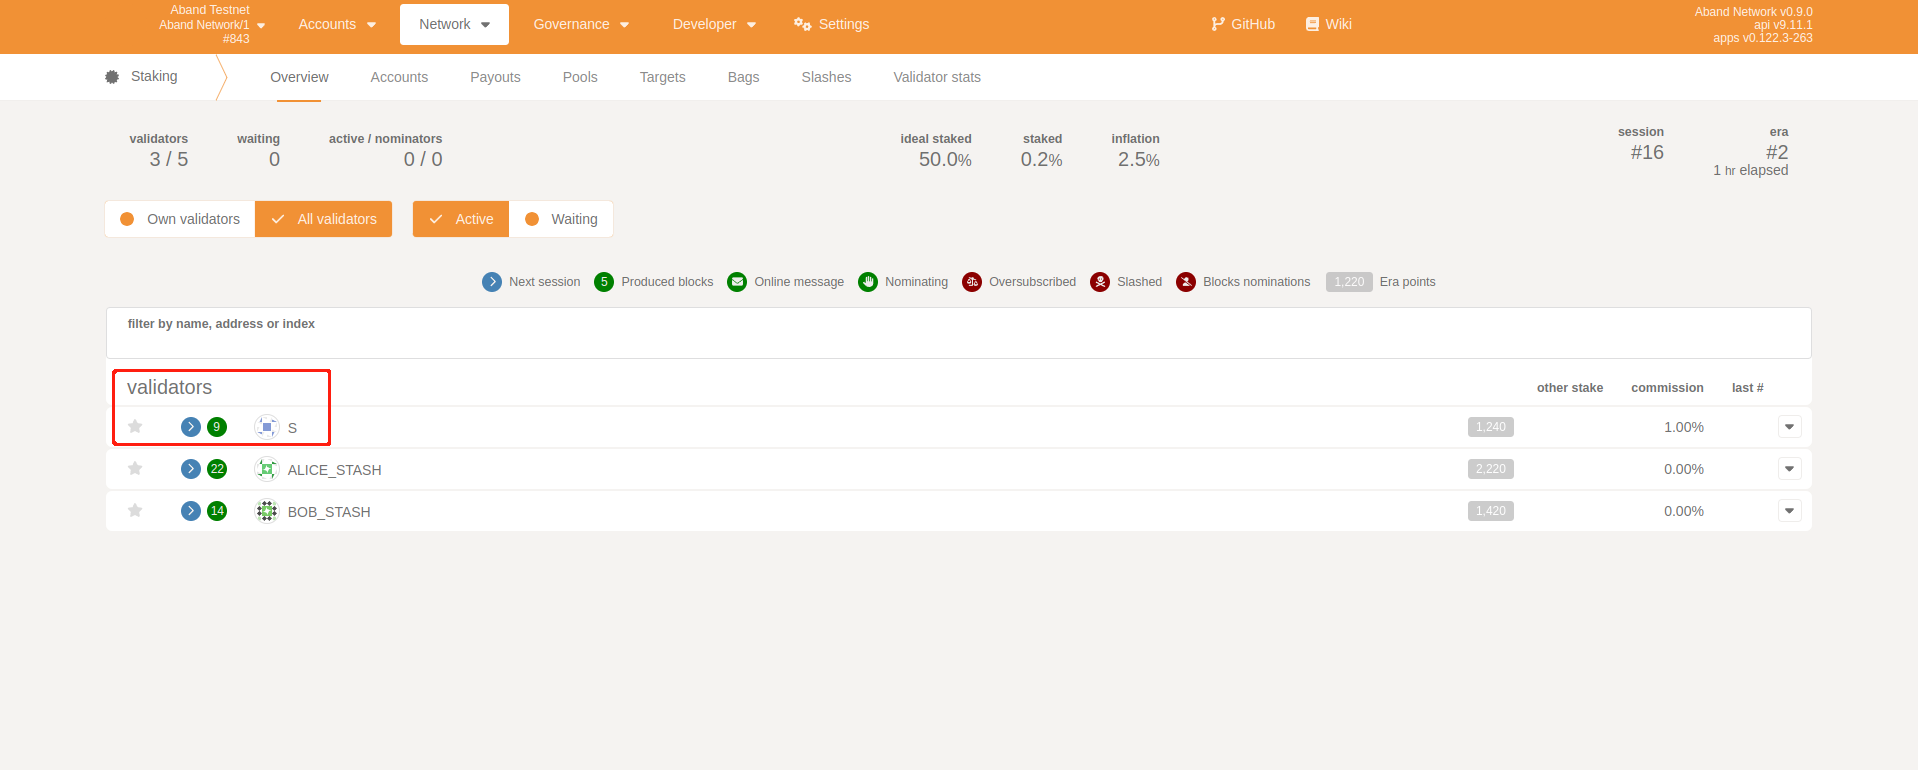 Aband Testnet
Aband Network/1
#843
Accounts
Network
Governance
Developer
Settings
GitHub
Wiki
Aband Network v0.9.0
api v9.11.1
apps v0.122.3-263
Staking
Overview
Accounts
Payouts
Pools
Targets
Bags
Slashes
Validator stats
validators
3 / 5
waiting
0
active / nominators
0 / 0
ideal staked
50.0%
staked
0.2%
inflation
2.5%
session
#16
era
#2
1 hr elapsed
Own validators
All validators
Active
Waiting
Next session
5 Produced blocks
Online message
Nominating
Oversubscribed
Slashed
Blocks nominations
1,220 Era points
filter by name, address or index
validators other stake commission last #
9 S 1,240 1.00%
22 ALICE_STASH 2,220 0.00%
14 BOB_STASH 1,420 0.00%